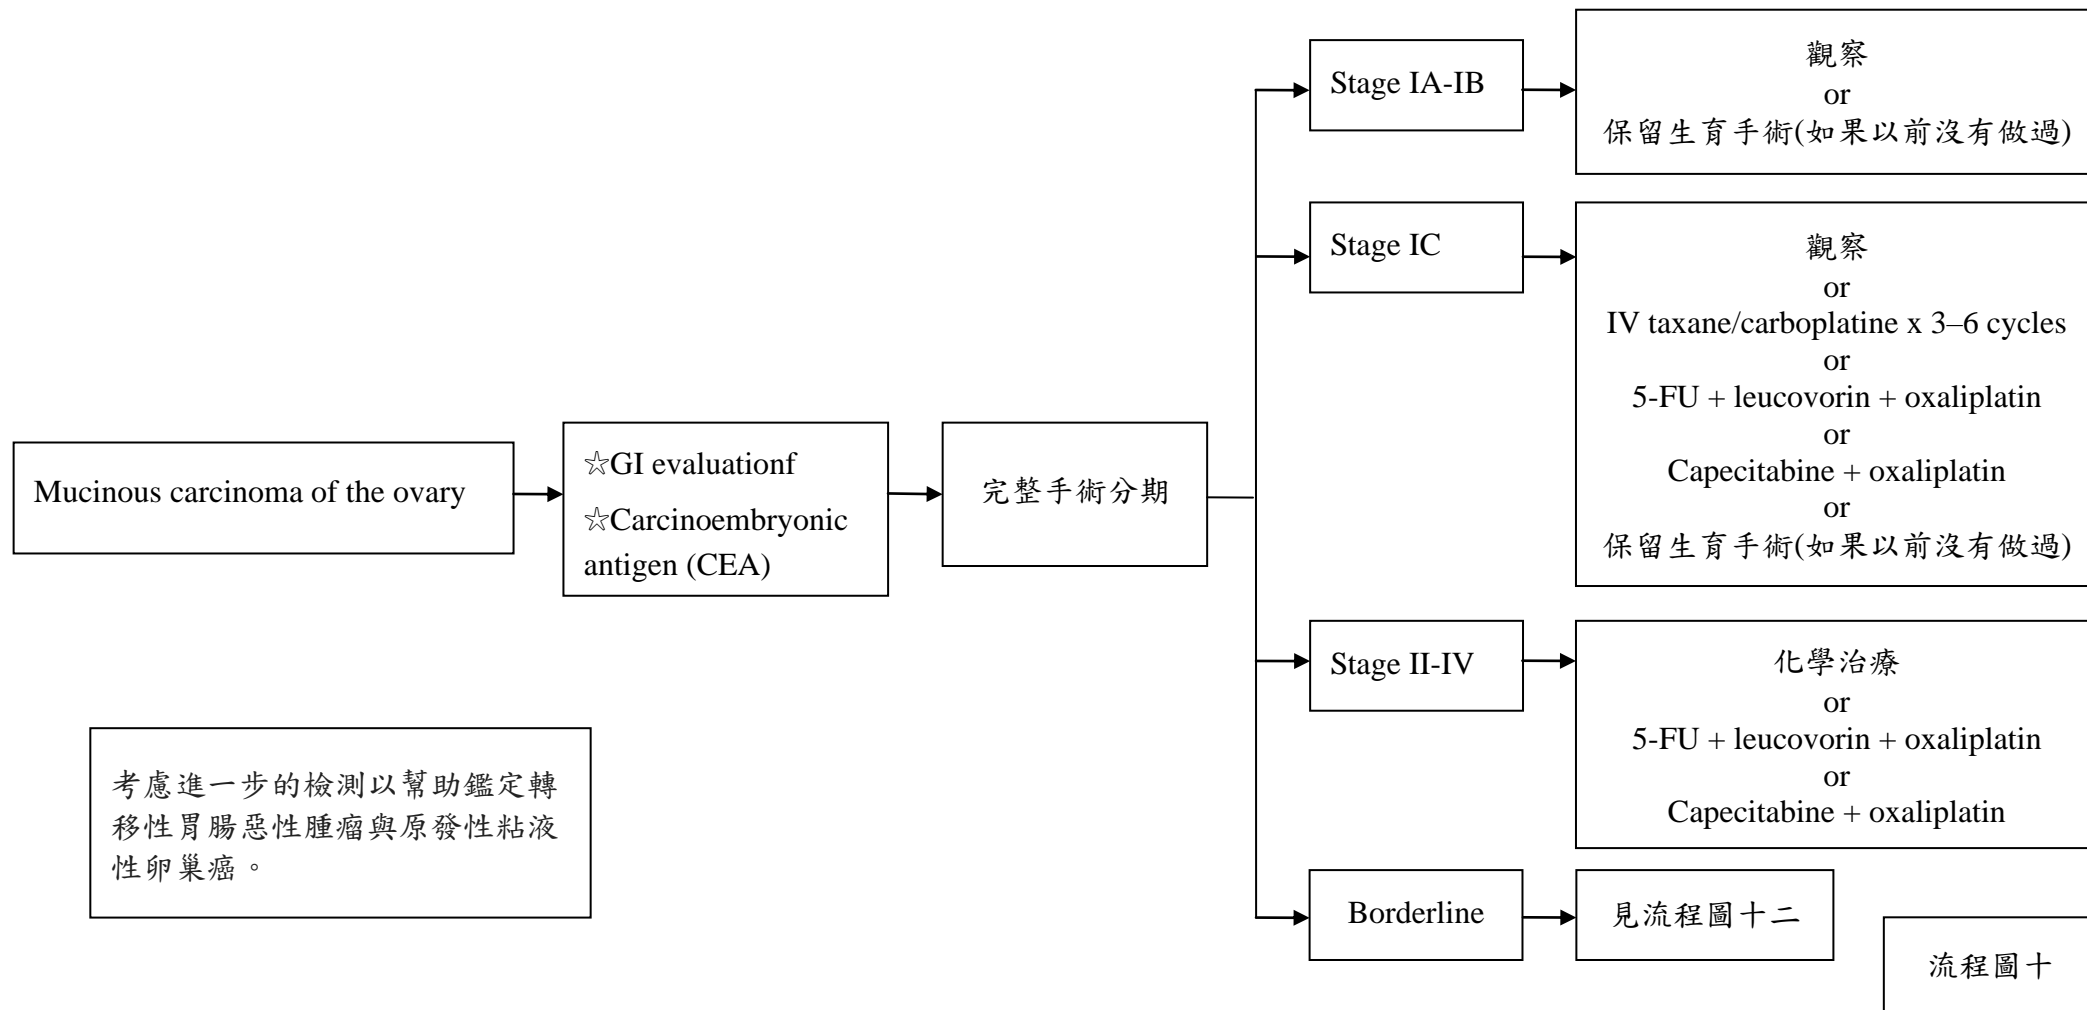 Mucinous carcinoma of the ovary
☆GI evaluationf
☆Carcinoembryonic
antigen (CEA)
完整手術分期
Stage IA-IB
觀察
or
保留生育手術(如果以前沒有做過)
Stage IC
觀察
or
IV taxane/carboplatine x 3–6 cycles
or
5-FU + leucovorin + oxaliplatin
or
Capecitabine + oxaliplatin
or
保留生育手術(如果以前沒有做過)
Stage II-IV
化學治療
or
5-FU + leucovorin + oxaliplatin
or
Capecitabine + oxaliplatin
Borderline
見流程圖十二
考慮進一步的檢測以幫助鑑定轉
移性胃腸惡性腫瘤與原發性粘液
性卵巢癌。
流程圖十